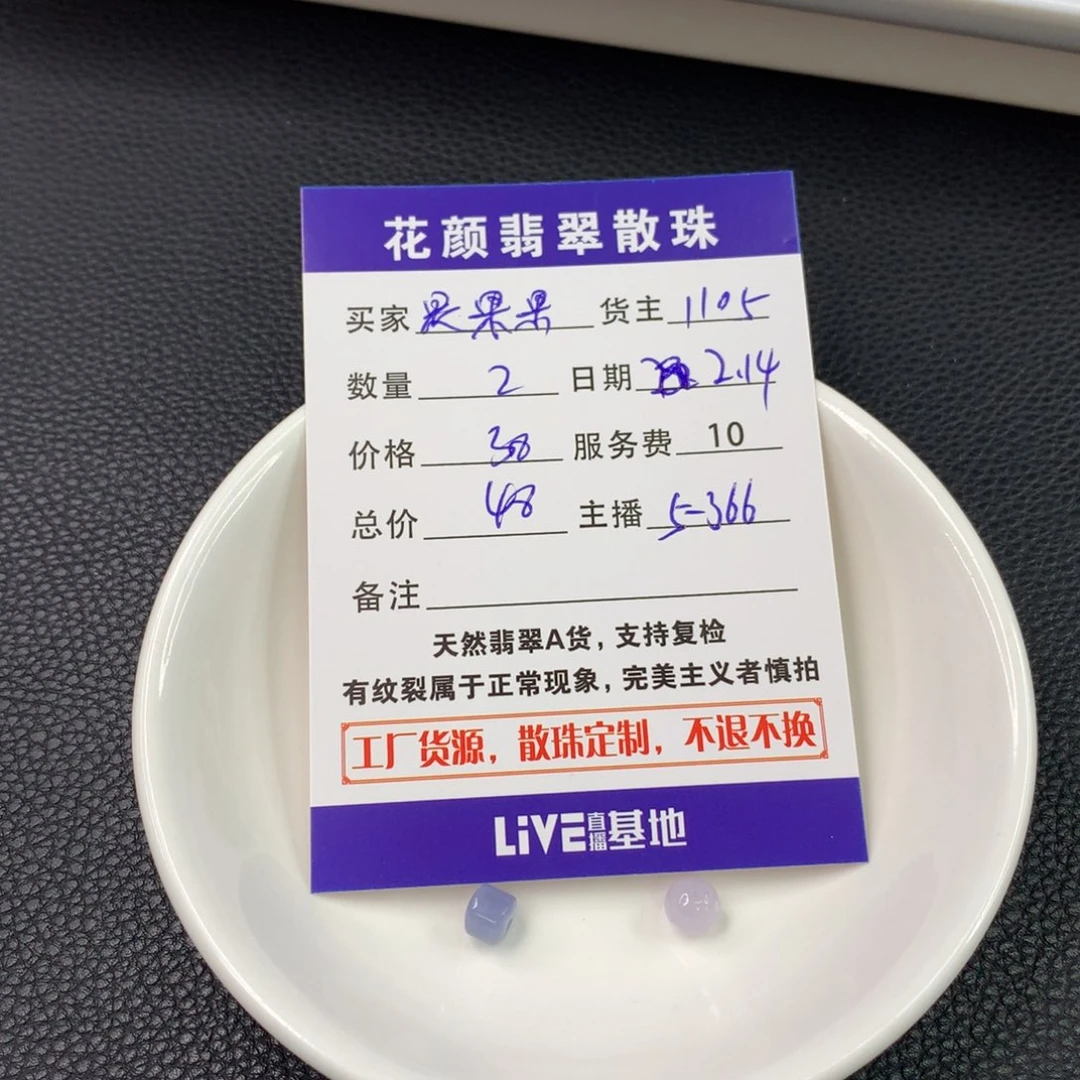 花颜翡翠散珠
买家 果果 货主 1105
数量 2 日期 2.14
价格 38 服务费 10
总价 48 主播 5-366
备注
天然翡翠A货，支持复检
有纹裂属于正常现象，完美主义者慎拍
工厂货源，散珠定制，不退不换
LiVE直播基地